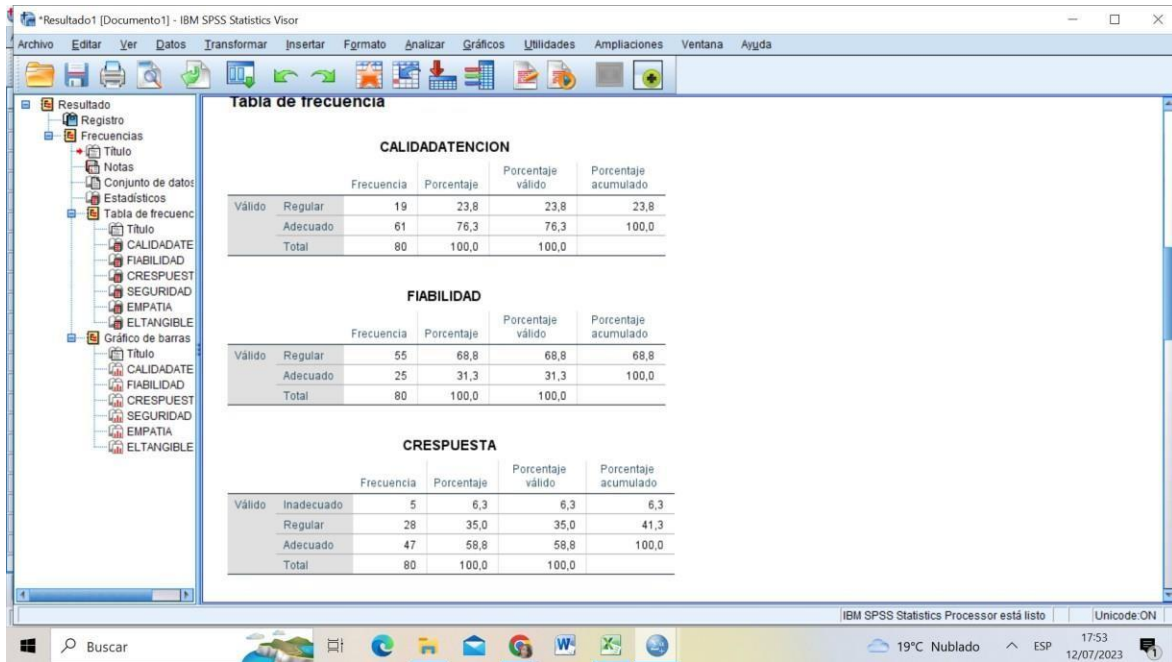 *Resultado1 [Documento1] - IBM SPSS Statistics Visor
Archivo Editar Ver Datos Transformar Insertar Formato Analizar Gráficos Utilidades Ampliaciones Ventana Ayuda
Resultado
Registro
Frecuencias
Título
Notas
Conjunto de datos
Estadísticos
Tabla de frecuenc
Título
CALIDADATE
FIABILIDAD
CRESPUEST
SEGURIDAD
EMPATIA
ELTANGIBLE
Gráfico de barras
Título
CALIDADATE
FIABILIDAD
CRESPUEST
SEGURIDAD
EMPATIA
ELTANGIBLE
Tabla de frecuencia
CALIDADATENCION
Frecuencia Porcentaje Porcentaje válido Porcentaje acumulado
Válido Regular 19 23,8 23,8 23,8
Adecuado 61 76,3 76,3 100,0
Total 80 100,0 100,0
FIABILIDAD
Frecuencia Porcentaje Porcentaje válido Porcentaje acumulado
Válido Regular 55 68,8 68,8 68,8
Adecuado 25 31,3 31,3 100,0
Total 80 100,0 100,0
CRESPUESTA
Frecuencia Porcentaje Porcentaje válido Porcentaje acumulado
Válido Inadecuado 5 6,3 6,3 6,3
Regular 28 35,0 35,0 41,3
Adecuado 47 58,8 58,8 100,0
Total 80 100,0 100,0
IBM SPSS Statistics Processor está listo Unicode:ON
Buscar 19°C Nublado ESP 17:53
12/07/2023